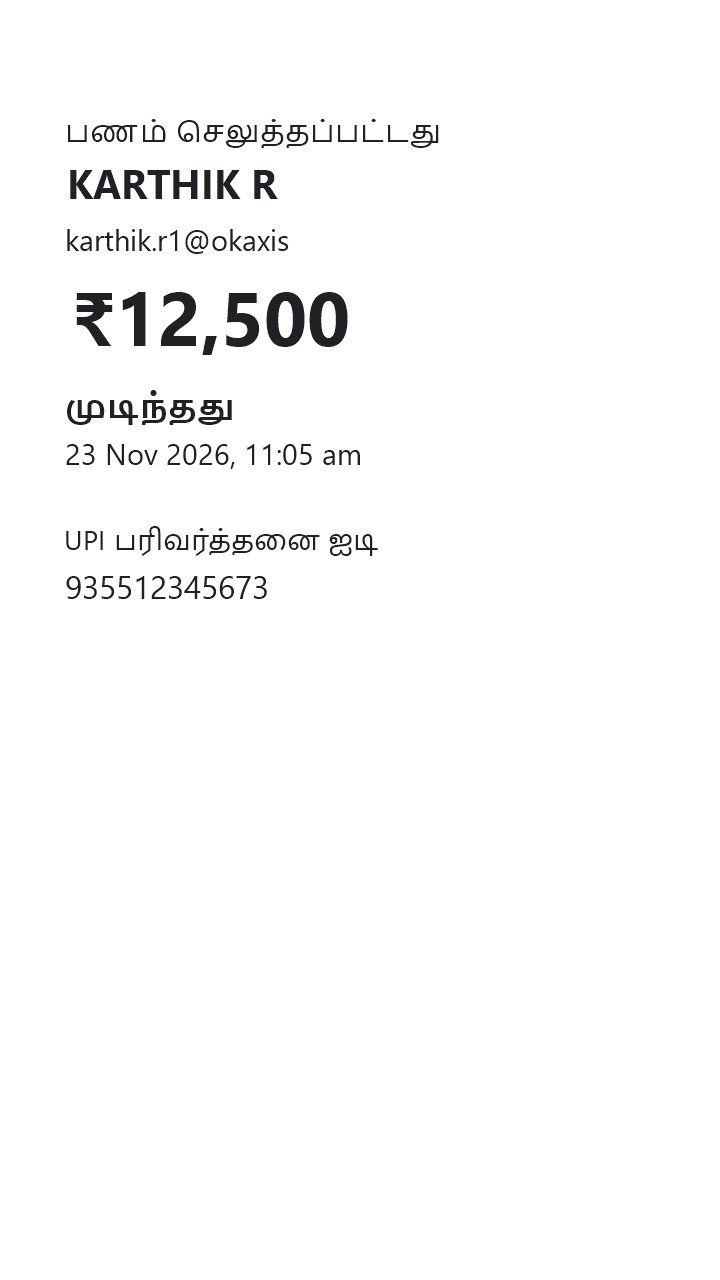 பணம் செலுத்தப்பட்டது
KARTHIK R
karthik.r1@okaxis
₹12,500
முடிந்தது
23 Nov 2026, 11:05 am
UPI பரிவர்த்தனை ஐடி
935512345673